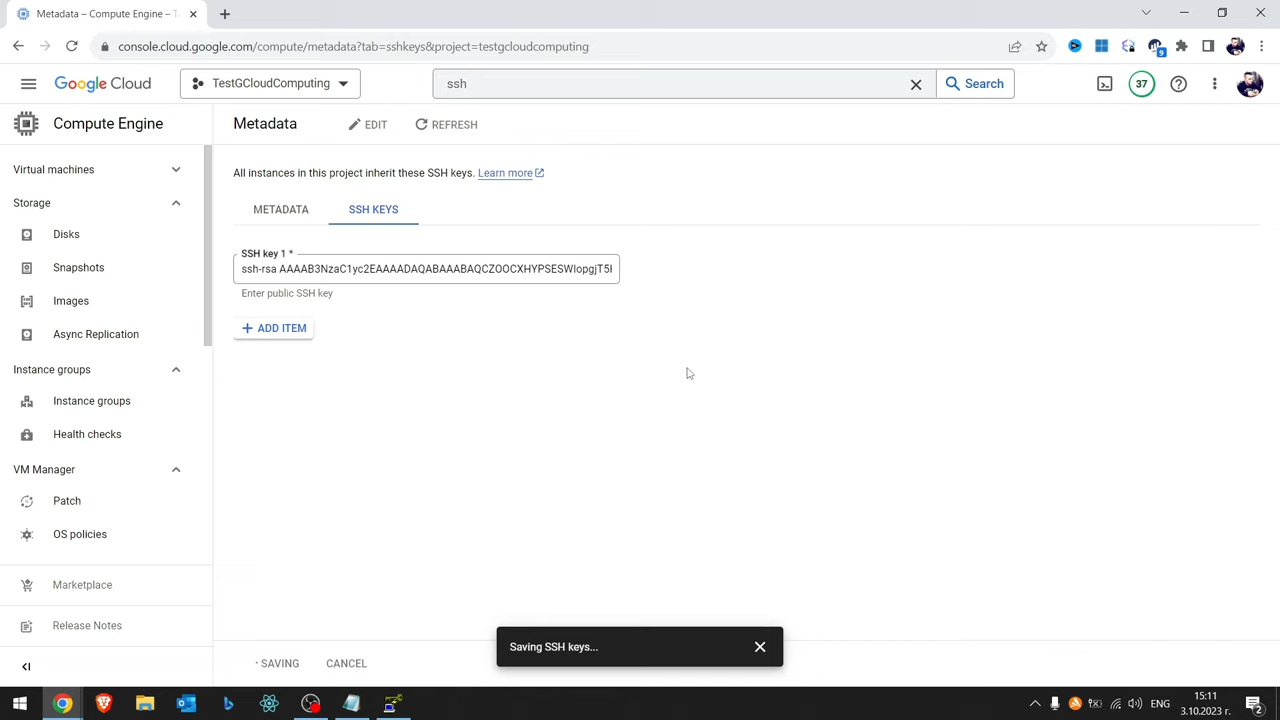 Metadata – Compute Engine – T
console.cloud.google.com/compute/metadata?tab=sshkeys&project=testgcloudcomputing
9
Google Cloud
TestGCloudComputing
ssh
Search
37
Compute Engine
Metadata
EDIT
REFRESH
Virtual machines
Storage
Disks
Snapshots
Images
Async Replication
Instance groups
Instance groups
Health checks
VM Manager
Patch
OS policies
Marketplace
Release Notes
All instances in this project inherit these SSH keys. Learn more
METADATA
SSH KEYS
SSH key 1 *
ssh-rsa AAAAB3NzaC1yc2EAAAADAQABAAABAQCZOOCXHYPSESWIopgjT5
Enter public SSH key
+ ADD ITEM
Saving SSH keys...
SAVING
CANCEL
ENG
15:11
3.10.2023 г.
2